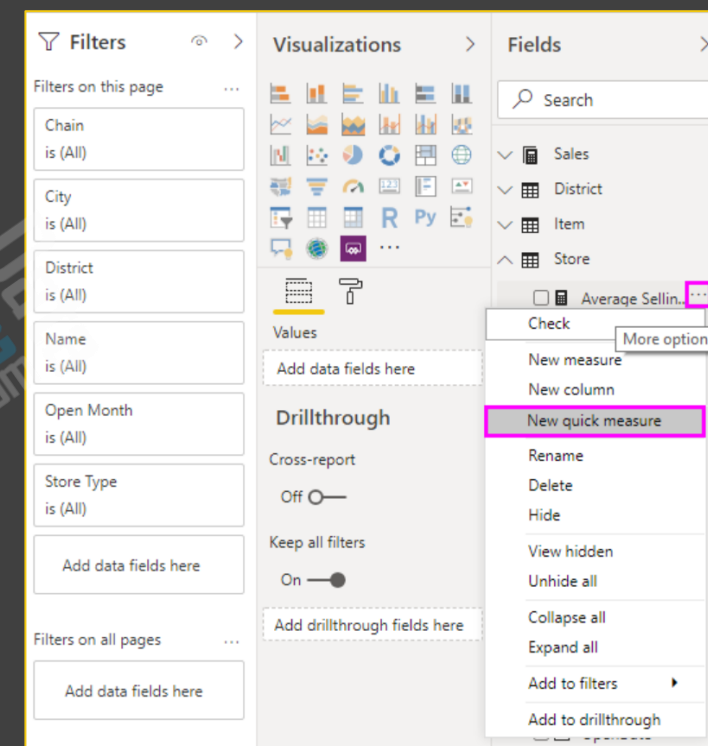 Filters
Filters on this page
...
Chain
is (All)
City
is (All)
District
is (All)
Name
is (All)
Open Month
is (All)
Store Type
is (All)
Add data fields here
Filters on all pages
...
Add data fields here
Visualizations
123
R
Py
...
Values
Add data fields here
Drillthrough
Cross-report
Off
Keep all filters
On
Add drillthrough fields here
Fields
Search
Sales
District
Item
Store
Average Sellin...
...
More option
Check
New measure
New column
New quick measure
Rename
Delete
Hide
View hidden
Unhide all
Collapse all
Expand all
Add to filters
Add to drillthrough